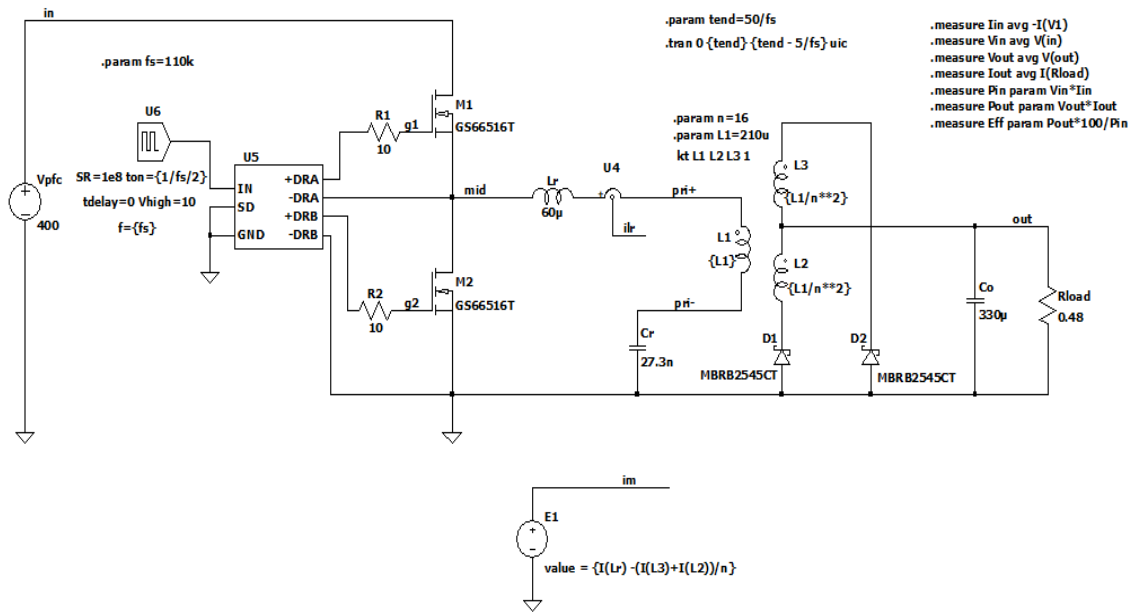 in
.param tend=50/fs
.tran 0 {tend} {tend - 5/fs} uic
.measure Iin avg -I(V1)
.measure Vin avg V(in)
.measure Vout avg V(out)
.measure Iout avg I(Rload)
.measure Pin param Vin*Iin
.measure Pout param Vout*Iout
.measure Eff param Pout*100/Pin
.param fs=110k
U6
SR=1e8 ton={1/fs/2}
tdelay=0 Vhigh=10
f={fs}
Vpfc
400
U5
IN
SD
GND
+DRA
-DRA
+DRB
-DRB
R1
10
g1
M1
GS66516T
mid
R2
10
g2
M2
GS66516T
Lr
60μ
U4
ilr
pri+
.param n=16
.param L1=210u
kt L1 L2 L3 1
L1
{L1}
pri-
Cr
27.3n
L3
{L1/n**2}
L2
{L1/n**2}
D1
MBRB2545CT
D2
MBRB2545CT
out
Co
330μ
Rload
0.48
im
E1
value = {I(Lr) -(I(L3)+I(L2))/n}